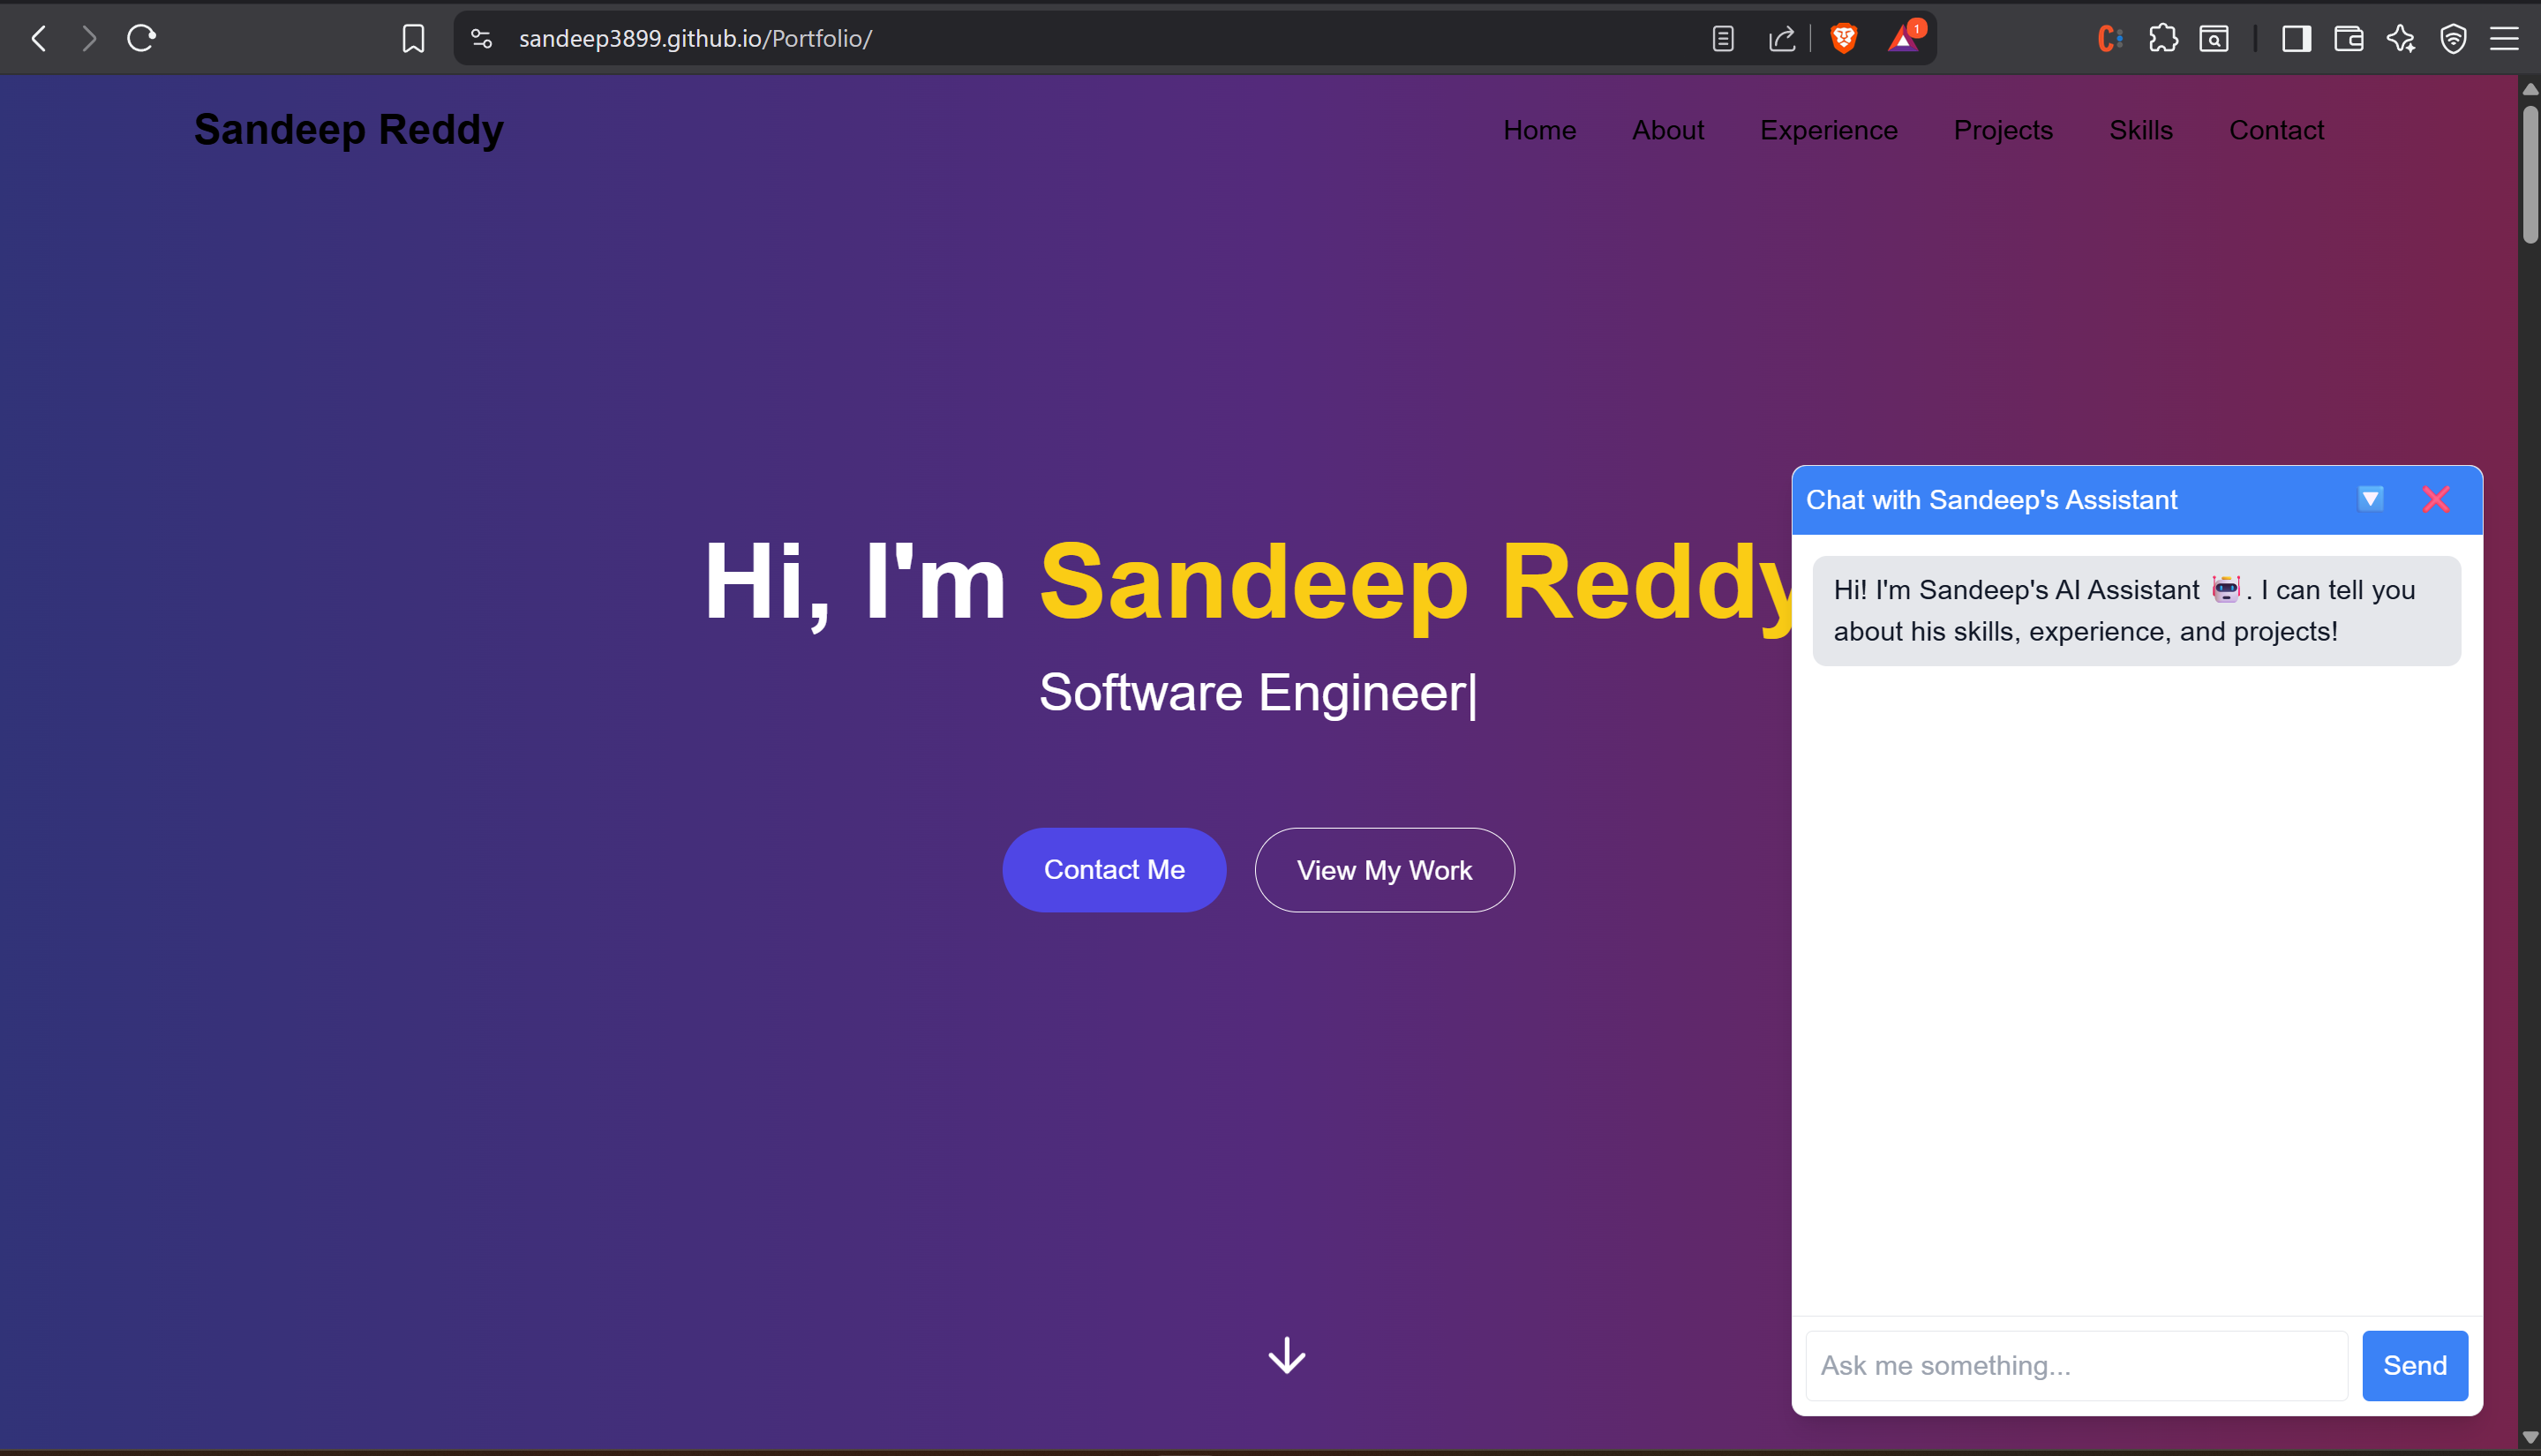 sandeep3899.github.io/Portfolio/
1
Sandeep Reddy
Home About Experience Projects Skills Contact
Hi, I'm Sandeep Reddy
Software Engineer|
Contact Me
View My Work
Chat with Sandeep's Assistant
Hi! I'm Sandeep's AI Assistant 🤖. I can tell you
about his skills, experience, and projects!
Ask me something...
Send